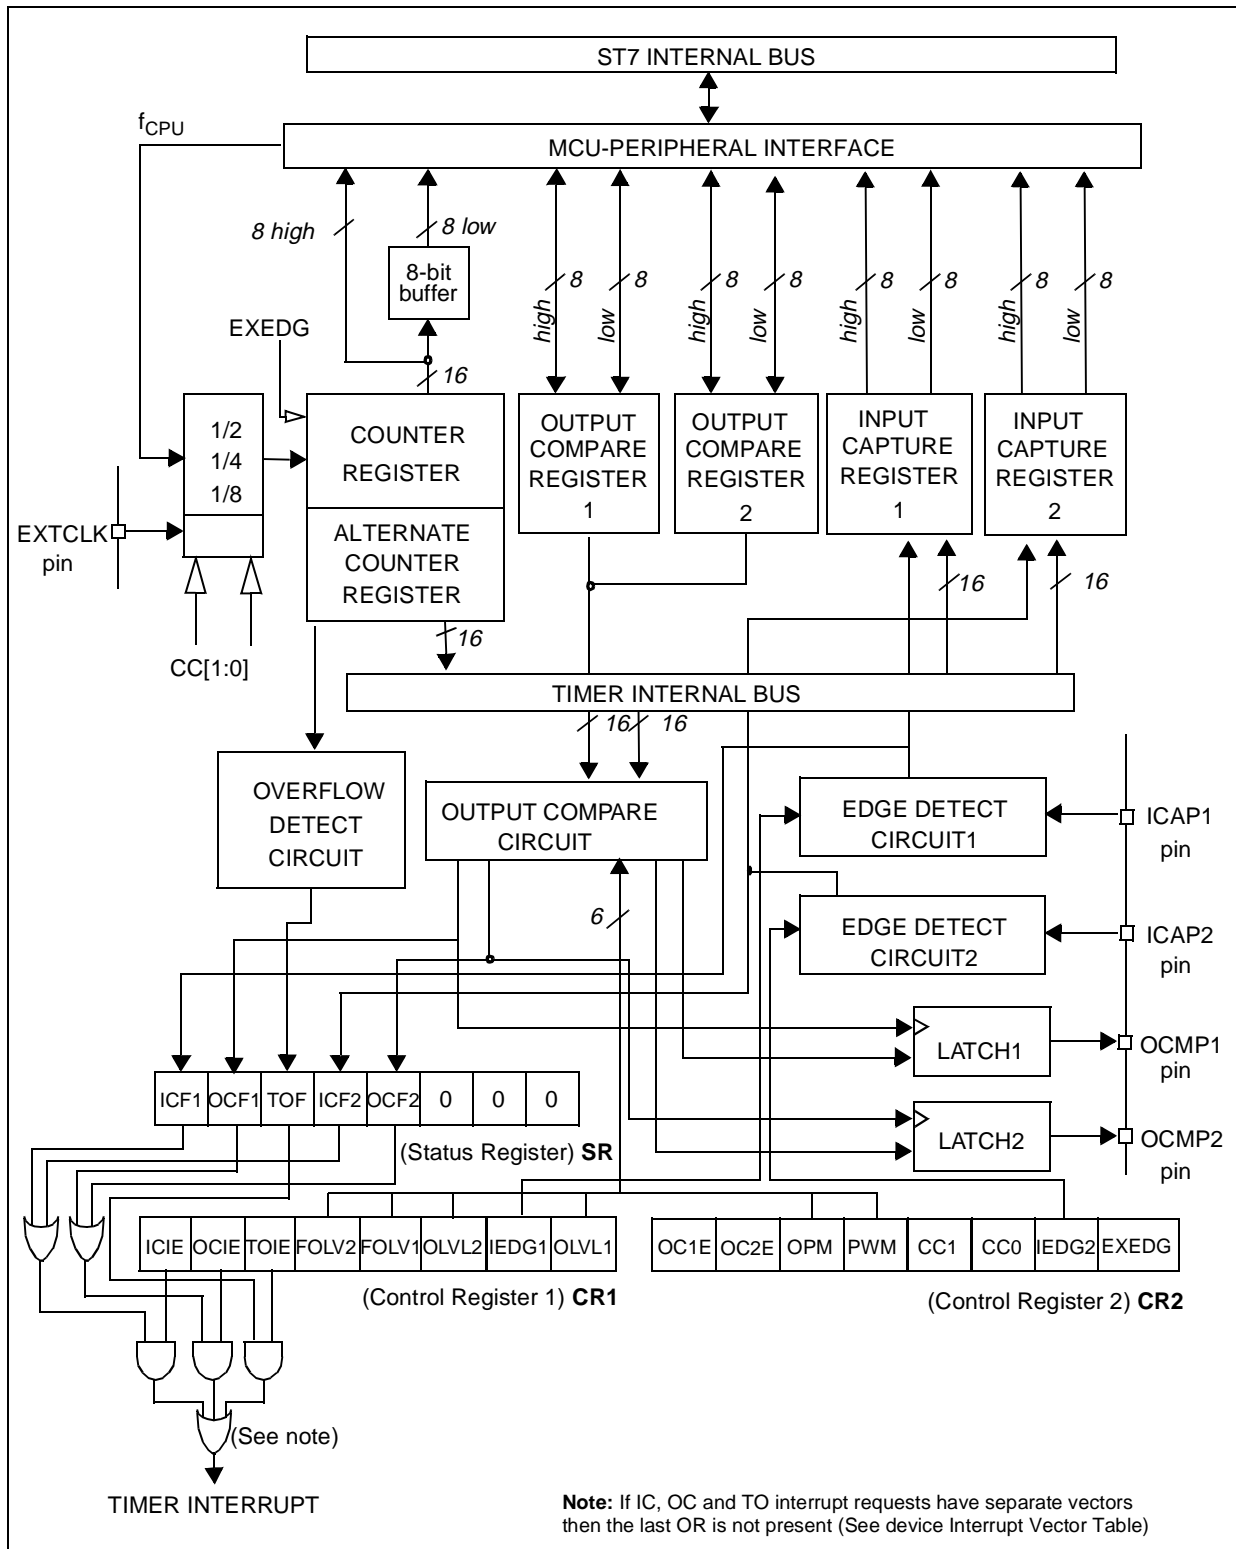 ST7 INTERNAL BUS
fCPU
MCU-PERIPHERAL INTERFACE
8 high
8 low
8-bit
buffer
8
8
8
8
8
8
8
8
high
low
high
low
high
low
high
low
EXEDG
16
1/2
1/4
1/8
COUNTER
REGISTER
OUTPUT
COMPARE
REGISTER
1
OUTPUT
COMPARE
REGISTER
2
INPUT
CAPTURE
REGISTER
1
INPUT
CAPTURE
REGISTER
2
EXTCLK
pin
ALTERNATE
COUNTER
REGISTER
16
16
16
CC[1:0]
TIMER INTERNAL BUS
16
16
OVERFLOW
DETECT
CIRCUIT
OUTPUT COMPARE
CIRCUIT
EDGE DETECT
CIRCUIT1
ICAP1
pin
6
EDGE DETECT
CIRCUIT2
ICAP2
pin
LATCH1
OCMP1
pin
LATCH2
OCMP2
pin
ICF1 OCF1 TOF ICF2 OCF2 0 0 0
(Status Register) SR
ICIE OCIE TOIE FOLV2 FOLV1 OLVL2 IEDG1 OLVL1
(Control Register 1) CR1
OC1E OC2E OPM PWM CC1 CC0 IEDG2 EXEDG
(Control Register 2) CR2
(See note)
TIMER INTERRUPT
Note: If IC, OC and TO interrupt requests have separate vectors
then the last OR is not present (See device Interrupt Vector Table)